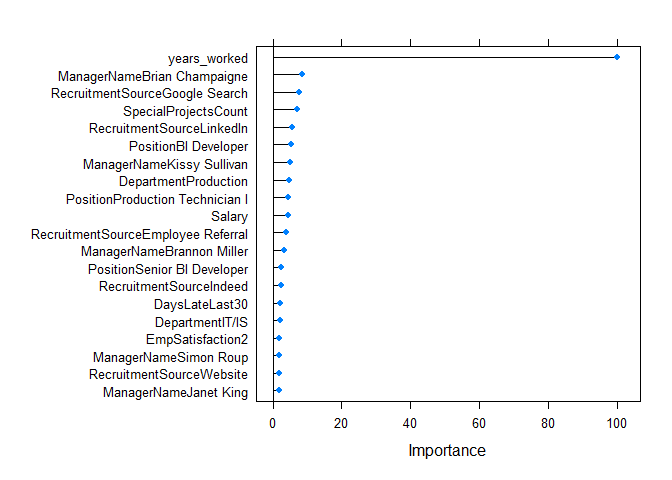 years_worked
ManagerNameBrian Champaigne
RecruitmentSourceGoogle Search
SpecialProjectsCount
RecruitmentSourceLinkedIn
PositionBI Developer
ManagerNameKissy Sullivan
DepartmentProduction
PositionProduction Technician I
Salary
RecruitmentSourceEmployee Referral
ManagerNameBrannon Miller
PositionSenior BI Developer
RecruitmentSourceIndeed
DaysLateLast30
DepartmentIT/IS
EmpSatisfaction2
ManagerNameSimon Roup
RecruitmentSourceWebsite
ManagerNameJanet King
0 20 40 60 80 100
Importance